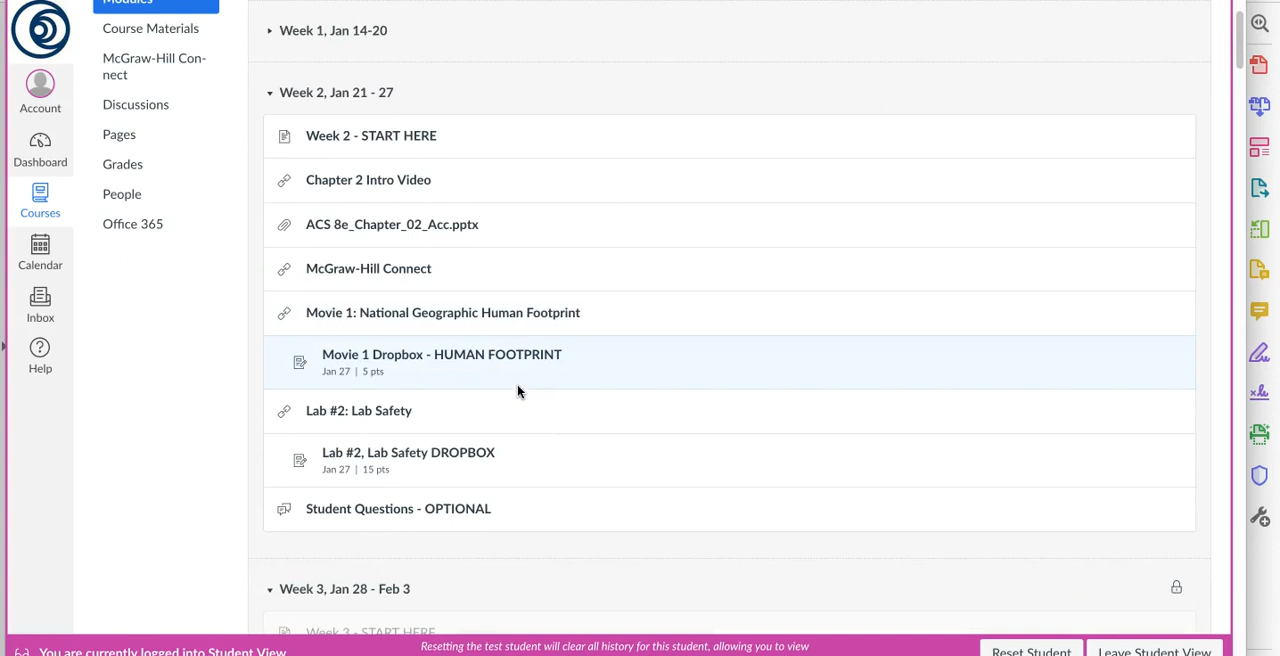 Modules
Course Materials
McGraw-Hill Con-
nect
Discussions
Pages
Grades
People
Office 365
Account
Dashboard
Courses
Calendar
Inbox
Help
Week 1, Jan 14-20
Week 2, Jan 21 - 27
Week 2 - START HERE
Chapter 2 Intro Video
ACS 8e_Chapter_02_Acc.pptx
McGraw-Hill Connect
Movie 1: National Geographic Human Footprint
Movie 1 Dropbox - HUMAN FOOTPRINT
Jan 27 | 5 pts
Lab #2: Lab Safety
Lab #2, Lab Safety DROPBOX
Jan 27 | 15 pts
Student Questions - OPTIONAL
Week 3, Jan 28 - Feb 3
Week 3 - START HERE
You are currently logged into Student View
Resetting the test student will clear all history for this student, allowing you to view
Reset Student
Leave Student View